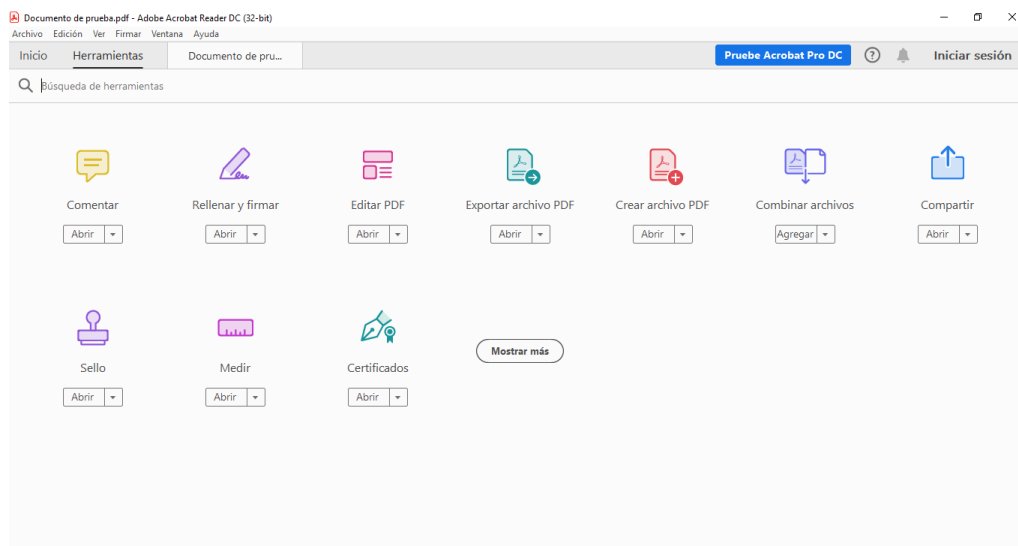 Documento de prueba.pdf - Adobe Acrobat Reader DC (32-bit)
Archivo Edición Ver Firmar Ventana Ayuda
Inicio Herramientas Documento de pru... Pruebe Acrobat Pro DC ? Iniciar sesión
Búsqueda de herramientas
Comentar Rellenar y firmar Editar PDF Exportar archivo PDF Crear archivo PDF Combinar archivos Compartir
Abrir Abrir Abrir Abrir Abrir Agregar Abrir
Mostrar más
Sello Medir Certificados
Abrir Abrir Abrir